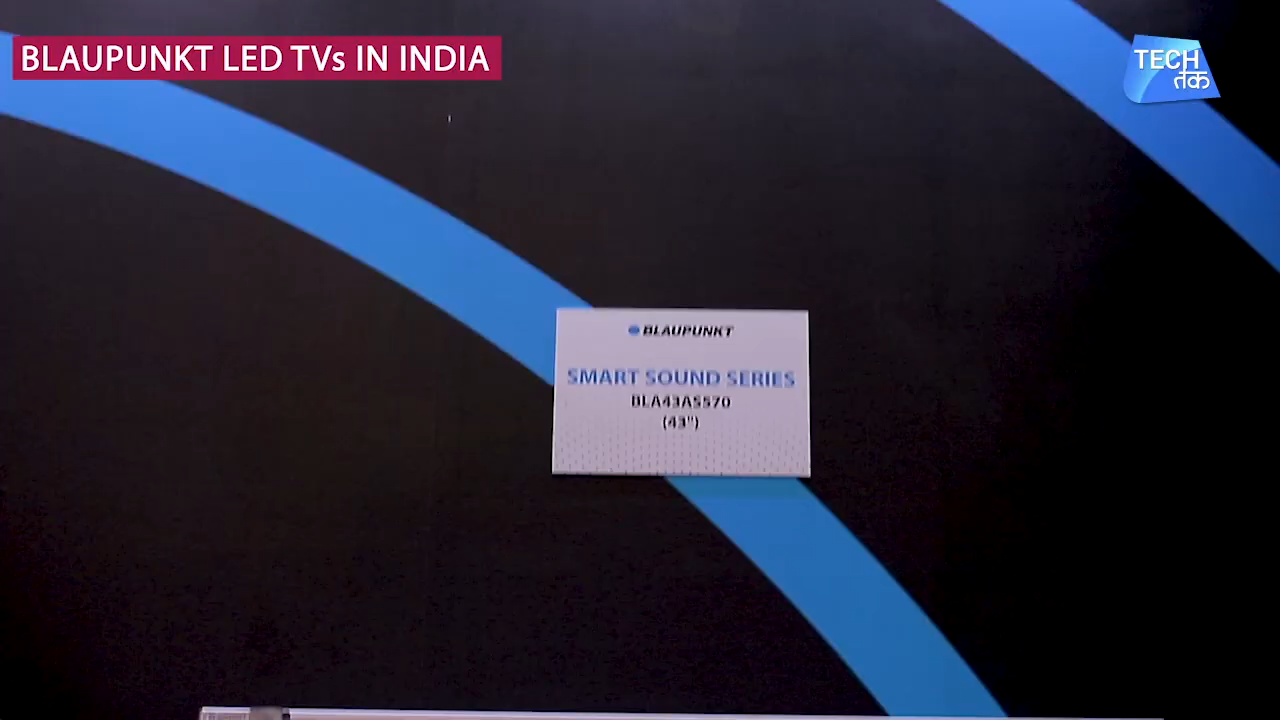 BLAUPUNKT LED TVs IN INDIA
TECH
तक
BLAUPUNKT
SMART SOUND SERIES
BLA43AS570
(43")